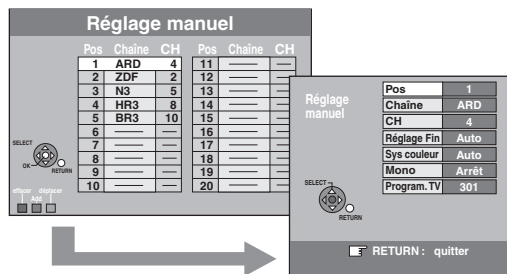 Réglage manuel
Pos Chaîne CH Pos Chaîne CH
1 ARD 4 11 — —
2 ZDF 2 12 — —
3 N3 5 13 — —
4 HR3 8 14 — —
5 BR3 10 15 — —
6 — — 16 — —
7 — — 17 — —
8 — — 18 — —
9 — — 19 — —
10 — — 20 — —
SELECT
OK
RETURN
effacer déplacer
Add
Réglage
manuel
Pos 1
Chaîne ARD
CH 4
Réglage Fin Auto
Sys couleur Auto
Mono Arrêt
Program. TV 301
SELECT
RETURN
RETURN : quitter